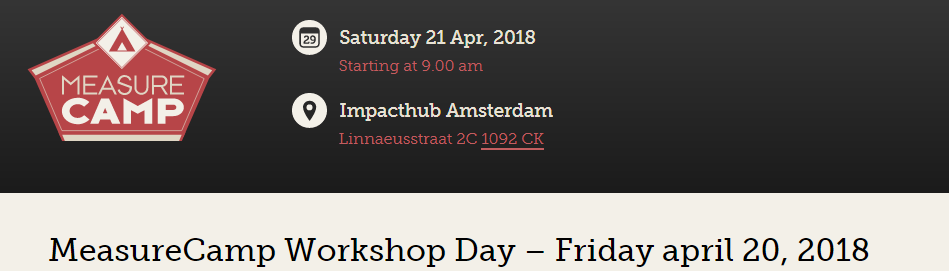 MEASURE
CAMP
29
Saturday 21 Apr, 2018
Starting at 9.00 am
Impacthub Amsterdam
Linnaeusstraat 2C 1092 CK
MeasureCamp Workshop Day – Friday april 20, 2018